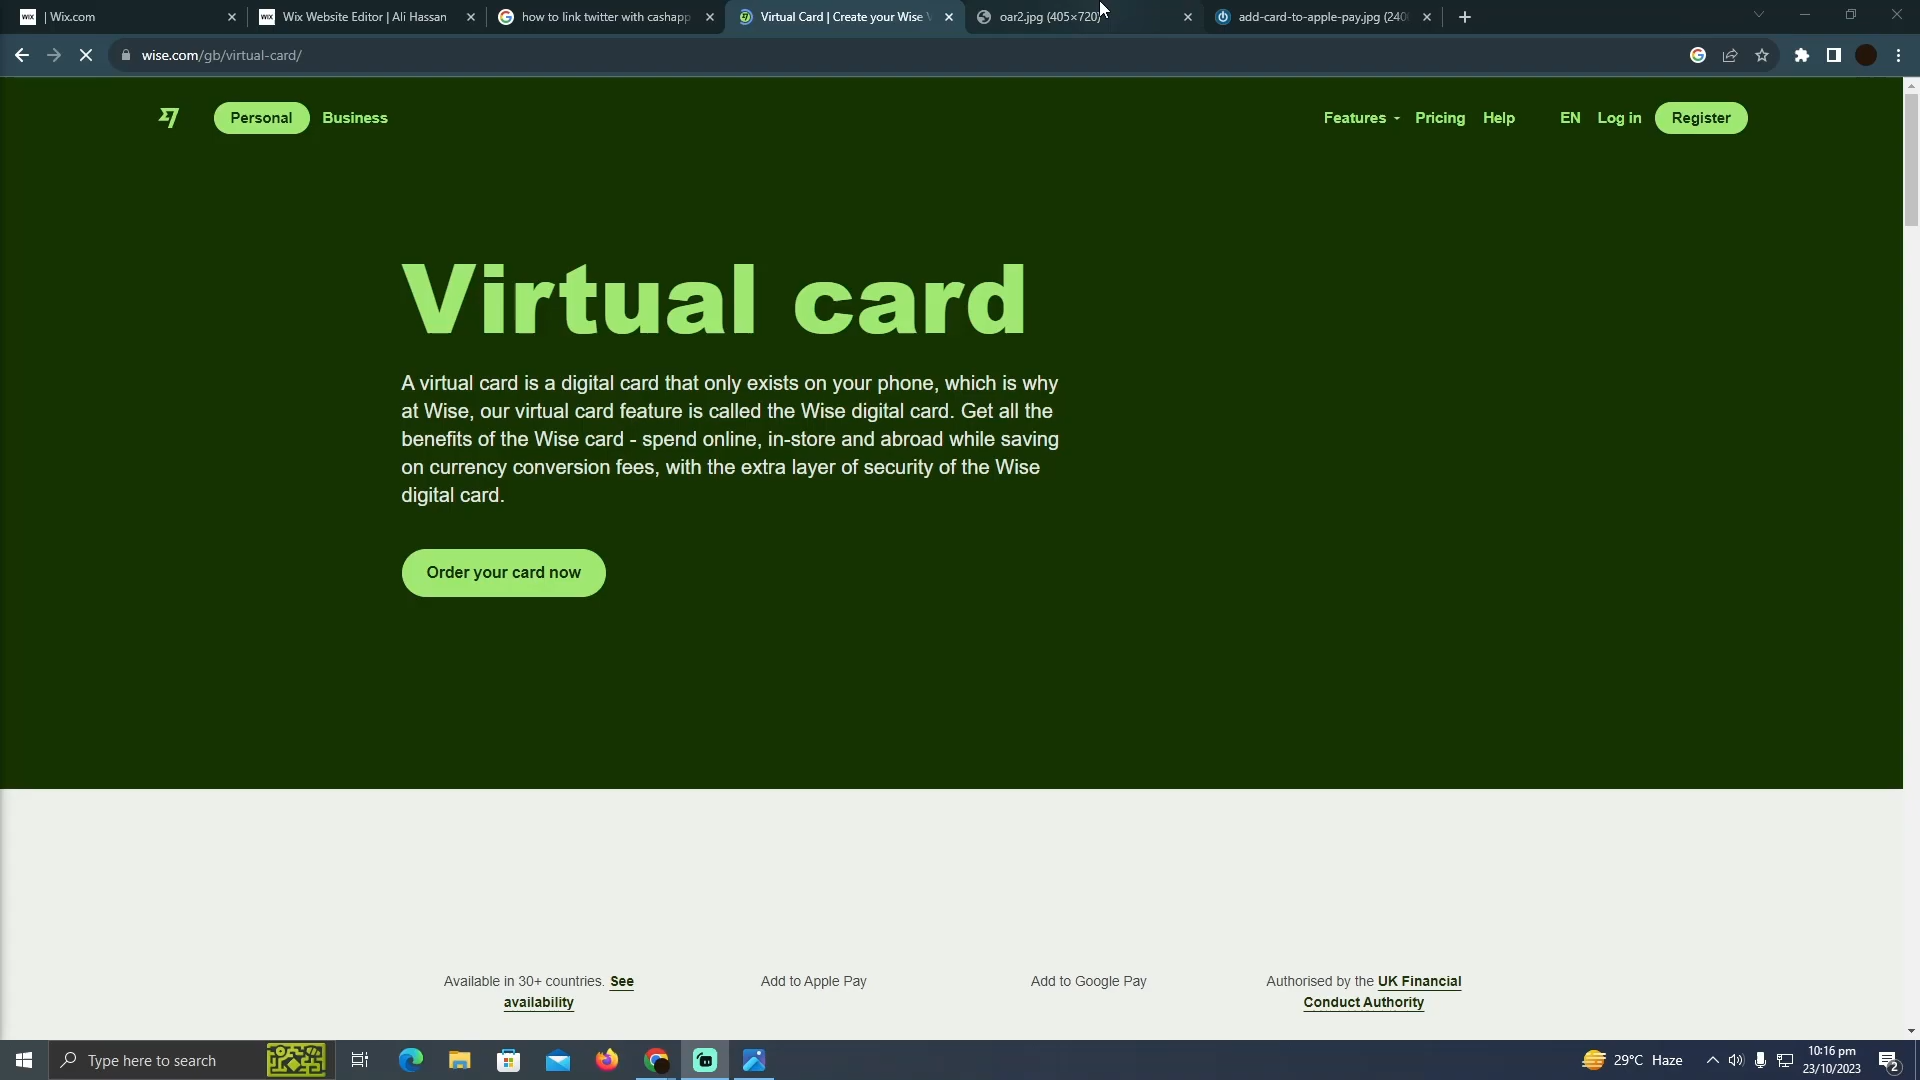 WIX | Wix.com
WIX Wix Website Editor | Ali Hassan
how to link twitter with cashapp
Virtual Card | Create your Wise V
oar2.jpg (405×720)
add-card-to-apple-pay.jpg (240
wise.com/gb/virtual-card/
Personal Business Features Pricing Help EN Log in Register
Virtual card
A virtual card is a digital card that only exists on your phone, which is why
at Wise, our virtual card feature is called the Wise digital card. Get all the
benefits of the Wise card - spend online, in-store and abroad while saving
on currency conversion fees, with the extra layer of security of the Wise
digital card.
Order your card now
Available in 30+ countries. See
availability
Add to Apple Pay
Add to Google Pay
Authorised by the UK Financial
Conduct Authority
Type here to search
29°C Haze
10:16 pm
23/10/2023
2